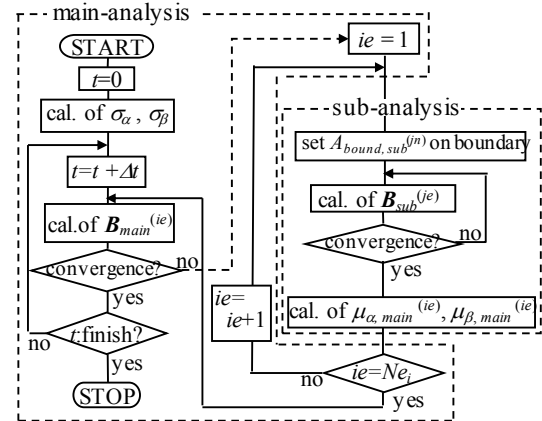 main-analysis
START
t=0
cal. of σα , σβ
t=t +Δt
cal.of Bmain(ie)
convergence?
no
yes
t:finish?
no
yes
STOP
ie = 1
sub-analysis
set Abound, sub(jn) on boundary
cal. of Bsub(je)
convergence?
no
yes
cal. of μα, main(ie), μβ, main(ie)
ie=
ie+1
ie=Nei
no
yes